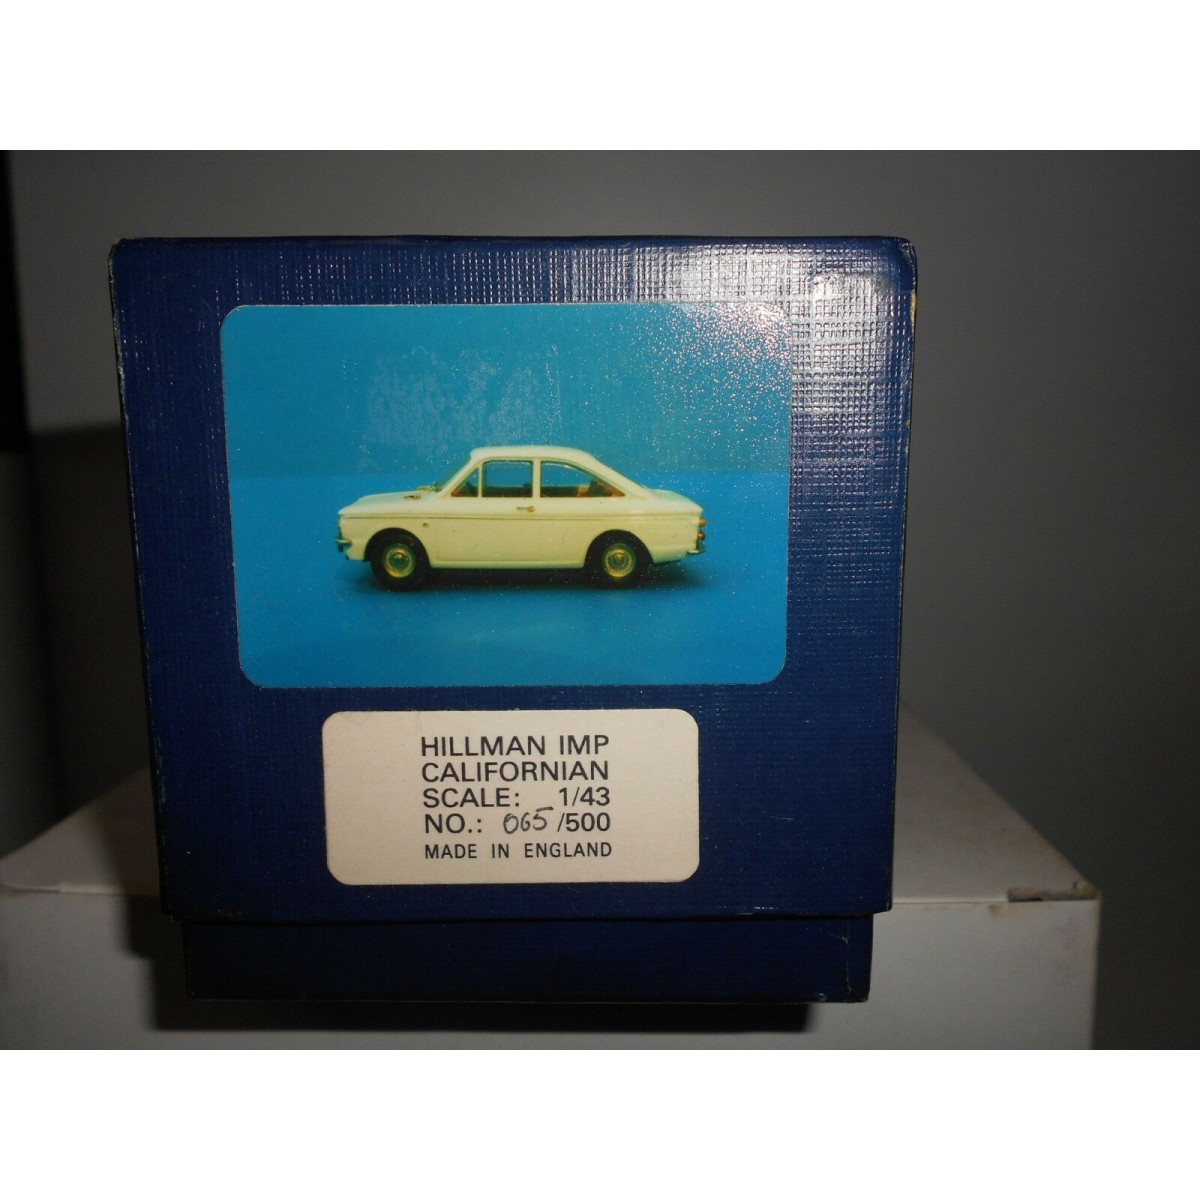 HILLMAN IMP
CALIFORNIAN
SCALE: 1/43
NO.: 065/500
MADE IN ENGLAND